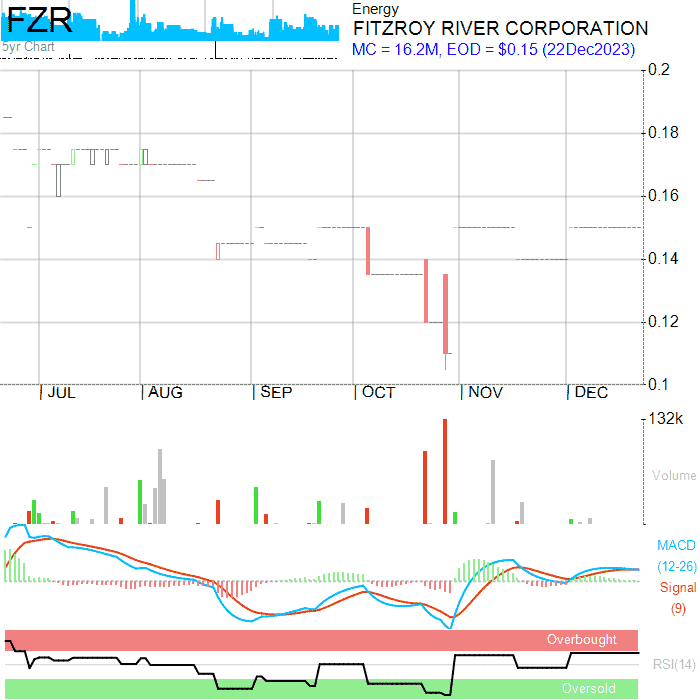 FZR
5yr Chart
Energy
FITZROY RIVER CORPORATION
MC = 16.2M, EOD = $0.15 (22Dec2023)
0.2
0.18
0.16
0.14
0.12
0.1
JUL AUG SEP OCT NOV DEC
132k
Volume
MACD
(12-26)
Signal
(9)
Overbought
RSI(14)
Oversold